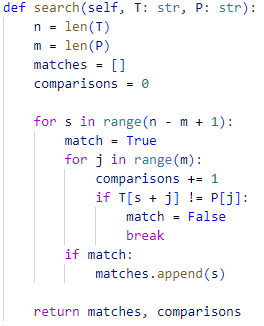 def search(self, T: str, P: str):
    n = len(T)
    m = len(P)
    matches = []
    comparisons = 0

    for s in range(n - m + 1):
        match = True
        for j in range(m):
            comparisons += 1
            if T[s + j] != P[j]:
                match = False
                break
        if match:
            matches.append(s)

    return matches, comparisons